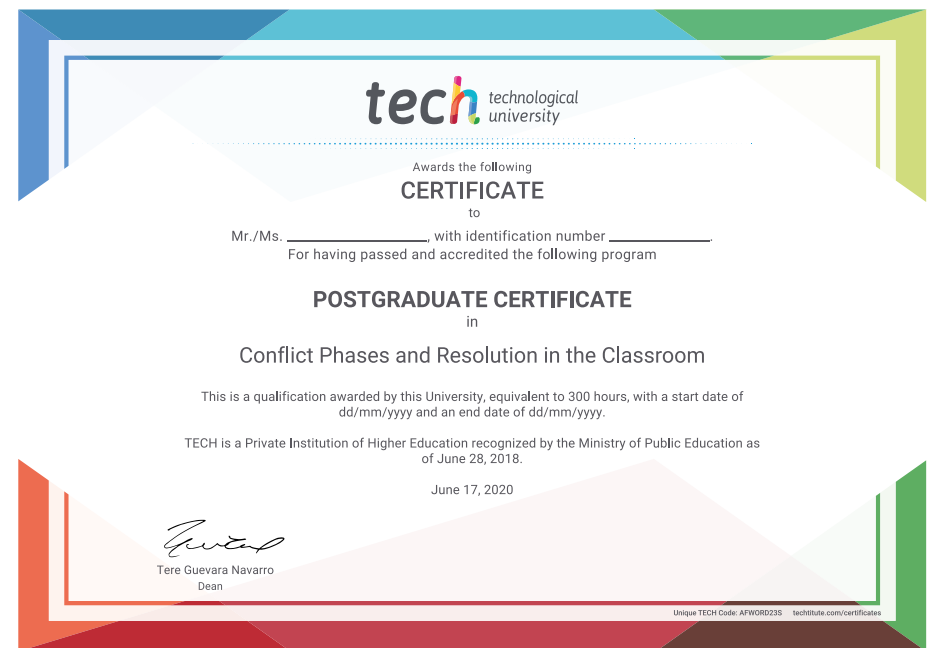 tech technological
university
Awards the following
CERTIFICATE
to
Mr./Ms. ____________, with identification number _________.
For having passed and accredited the following program
POSTGRADUATE CERTIFICATE
in
Conflict Phases and Resolution in the Classroom
This is a qualification awarded by this University, equivalent to 300 hours, with a start date of
dd/mm/yyyy and an end date of dd/mm/yyyy.
TECH is a Private Institution of Higher Education recognized by the Ministry of Public Education as
of June 28, 2018.
June 17, 2020
Tere Guevara Navarro
Dean
Unique TECH Code: AFWORD23S techtitute.com/certificates